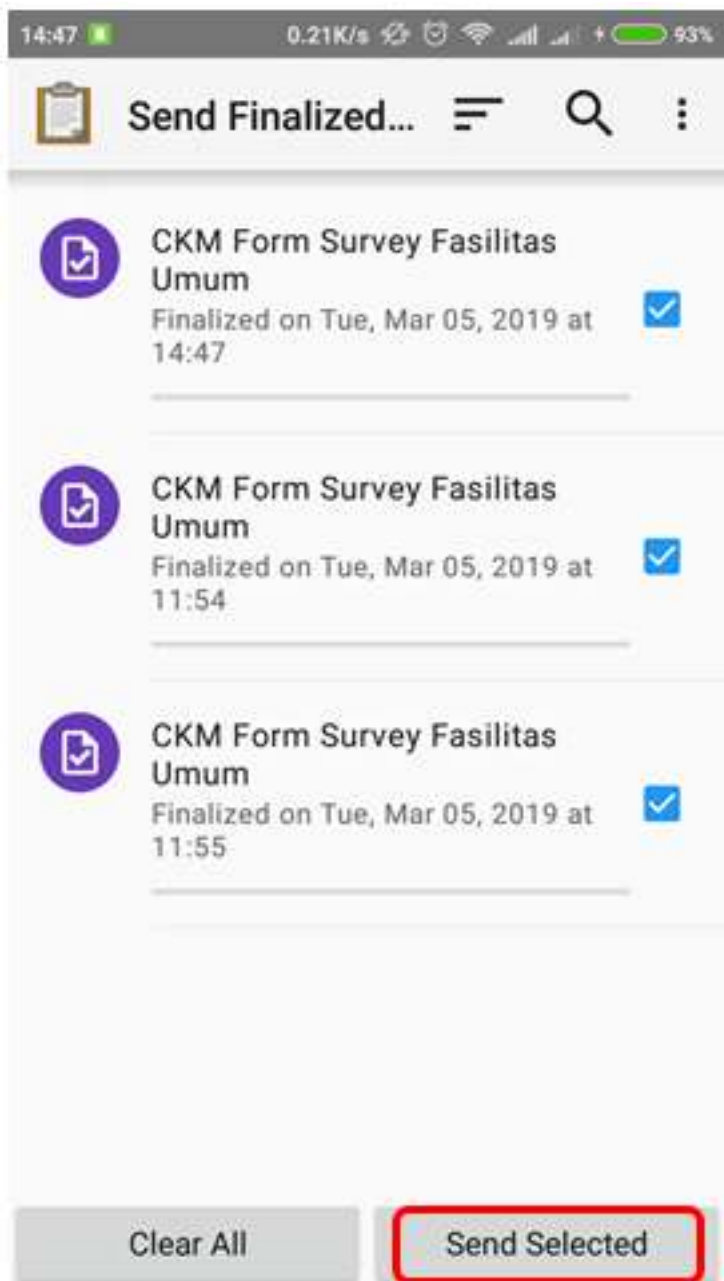 14:47 0.21K/s 93%
Send Finalized...
CKM Form Survey Fasilitas
Umum
Finalized on Tue, Mar 05, 2019 at
14:47
CKM Form Survey Fasilitas
Umum
Finalized on Tue, Mar 05, 2019 at
11:54
CKM Form Survey Fasilitas
Umum
Finalized on Tue, Mar 05, 2019 at
11:55
Clear All Send Selected